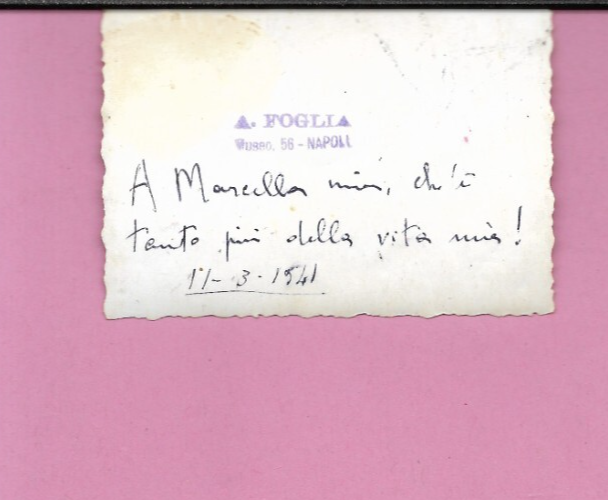 A. FOGLIA
Museo, 56 - NAPOLI
A Marcella mia, ch'è
tanto più della vita mia!
11-3-1941